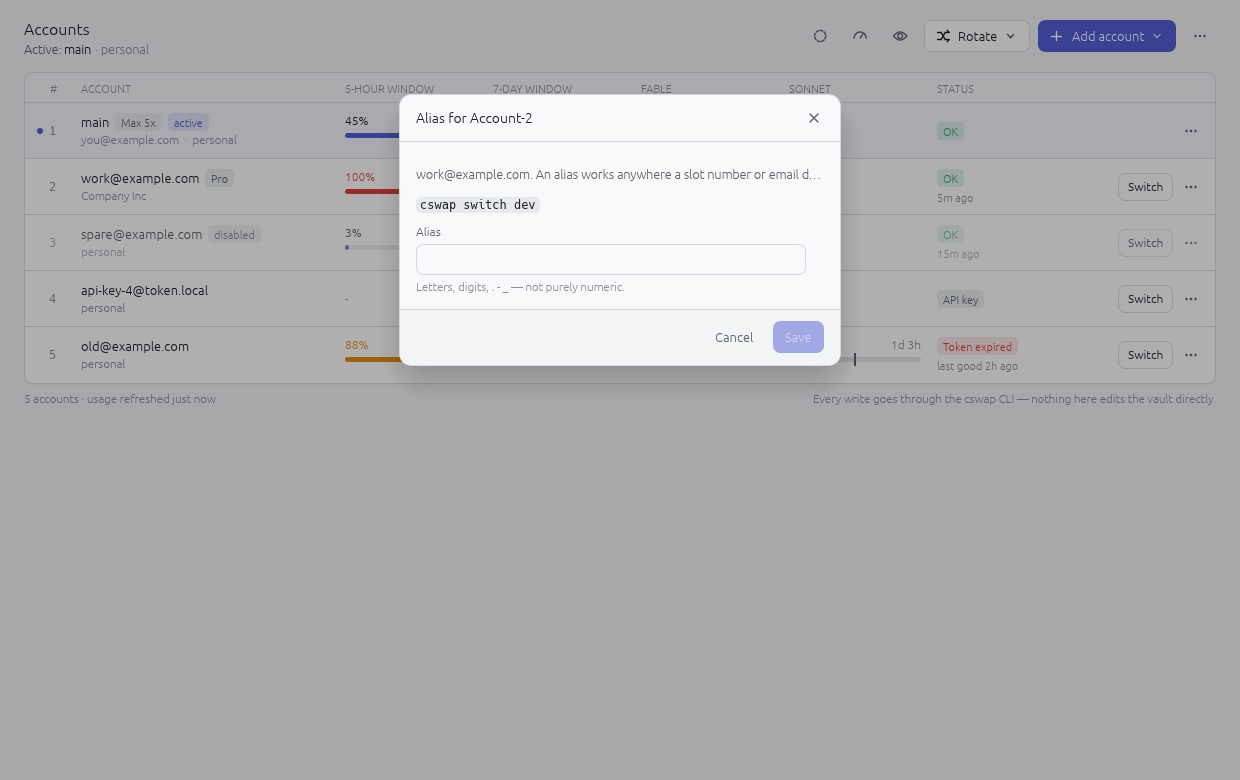 Accounts
Active: main · personal
Rotate
Add account
# ACCOUNT 5-HOUR WINDOW 7-DAY WINDOW FABLE SONNET STATUS
1 main Max 5x active 45% OK
you@example.com · personal
Alias for Account-2
2 work@example.com Pro 100% OK Switch
Company Inc 5m ago
work@example.com. An alias works anywhere a slot number or email d…
cswap switch dev
Alias
3 spare@example.com disabled 3% OK Switch
personal 15m ago
Letters, digits, . - _ — not purely numeric.
4 api-key-4@token.local - API key Switch
personal
Cancel Save
5 old@example.com 88% 1d 3h Token expired Switch
personal last good 2h ago
5 accounts · usage refreshed just now
Every write goes through the cswap CLI — nothing here edits the vault directly.